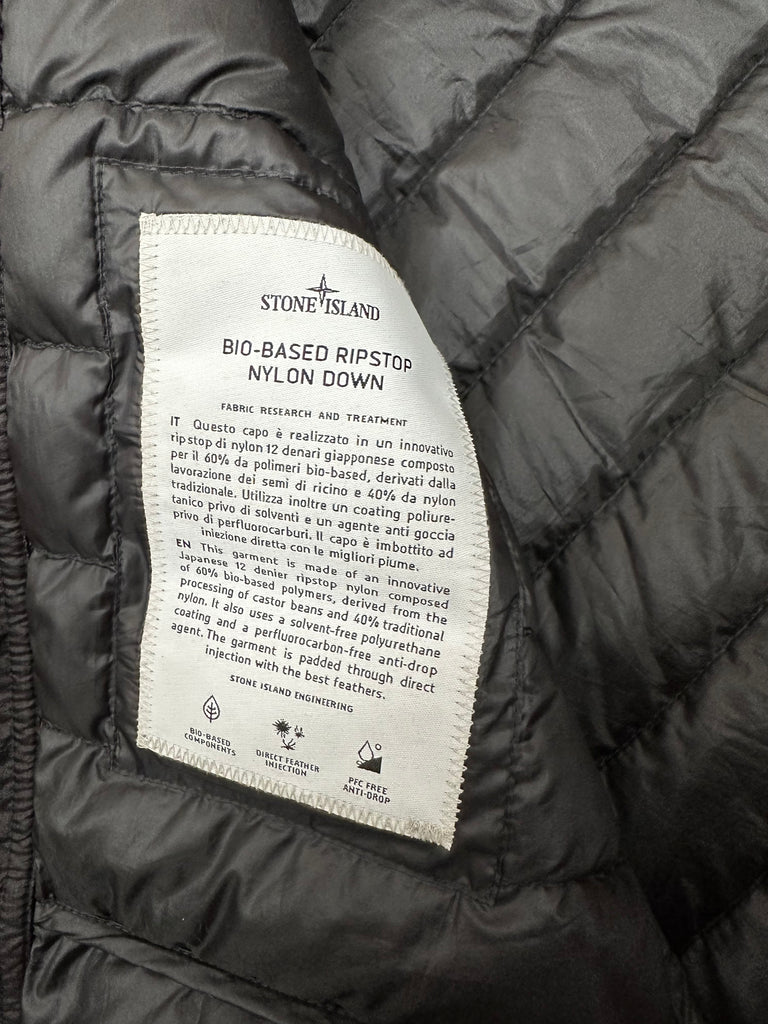 STONE ISLAND
BIO-BASED RIPSTOP
NYLON DOWN
FABRIC RESEARCH AND TREATMENT
IT Questo capo è realizzato in un innovativo
ripstop di nylon 12 denari giapponese composto
per il 60% da polimeri bio-based, derivati dalla
lavorazione dei semi di ricino e 40% da nylon
tradizionale. Utilizza inoltre un coating poliure-
tanico privo di solventi e un agente anti goccia
privo di perfluorocarburi. Il capo è imbottito ad
iniezione diretta con le migliori piume.
EN This garment is made of an innovative
Japanese 12 denier ripstop nylon composed
of 60% bio-based polymers, derived from the
processing of castor beans and 40% traditional
nylon. It also uses a solvent-free polyurethane
coating and a perfluorocarbon-free anti-drop
agent. The garment is padded through direct
injection with the best feathers.
STONE ISLAND ENGINEERING
BIO-BASED
COMPONENTS
DIRECT FEATHER
INJECTION
PFC FREE
ANTI-DROP